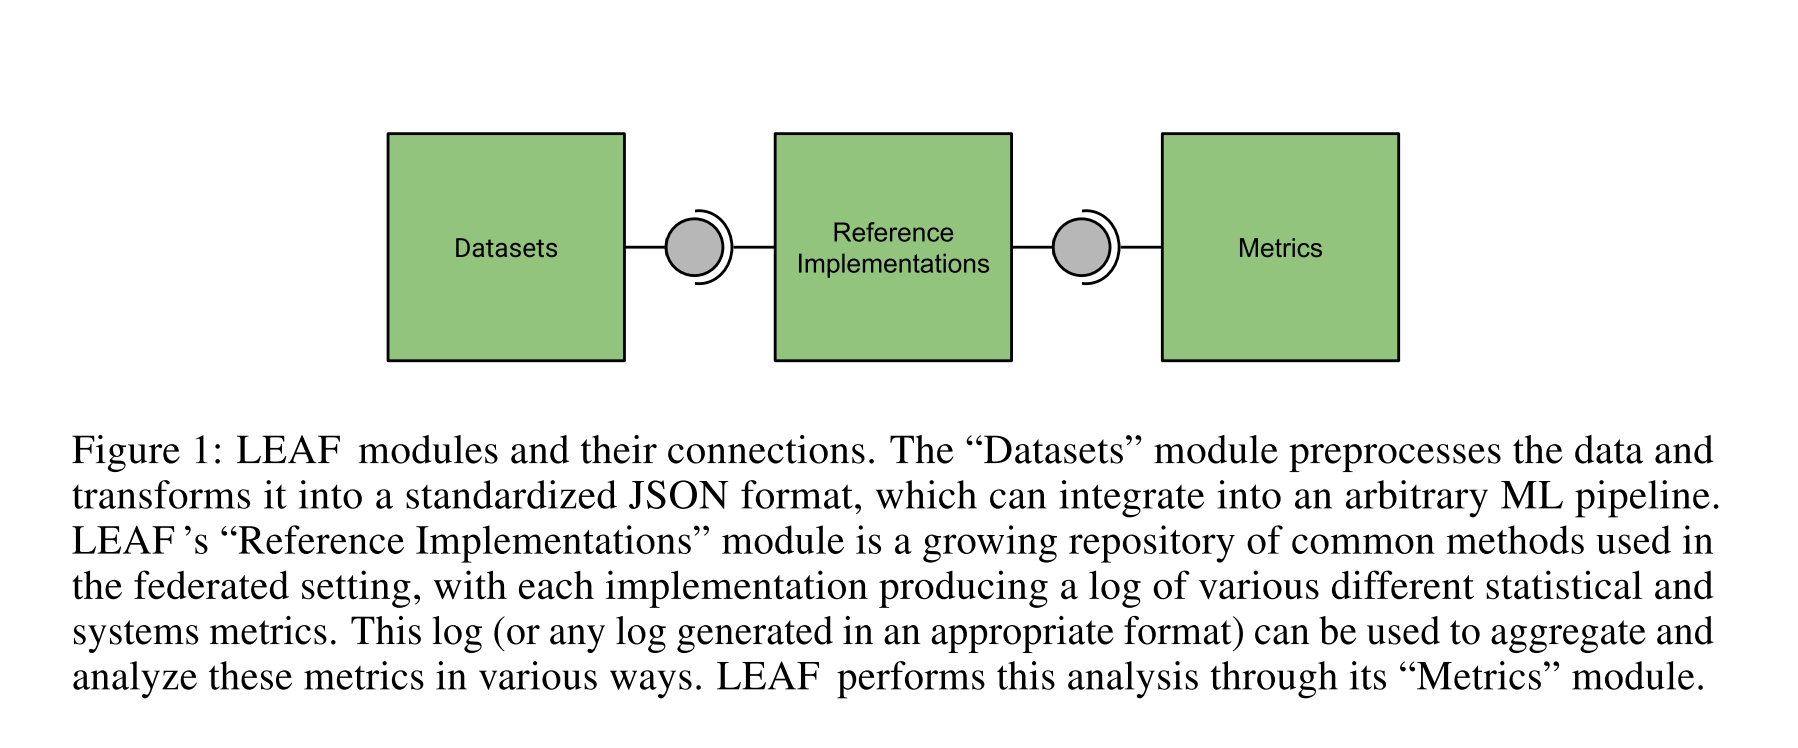 Datasets
Reference
Implementations
Metrics
Figure 1: LEAF modules and their connections. The “Datasets” module preprocesses the data and
transforms it into a standardized JSON format, which can integrate into an arbitrary ML pipeline.
LEAF’s “Reference Implementations” module is a growing repository of common methods used in
the federated setting, with each implementation producing a log of various different statistical and
systems metrics. This log (or any log generated in an appropriate format) can be used to aggregate and
analyze these metrics in various ways. LEAF performs this analysis through its “Metrics” module.